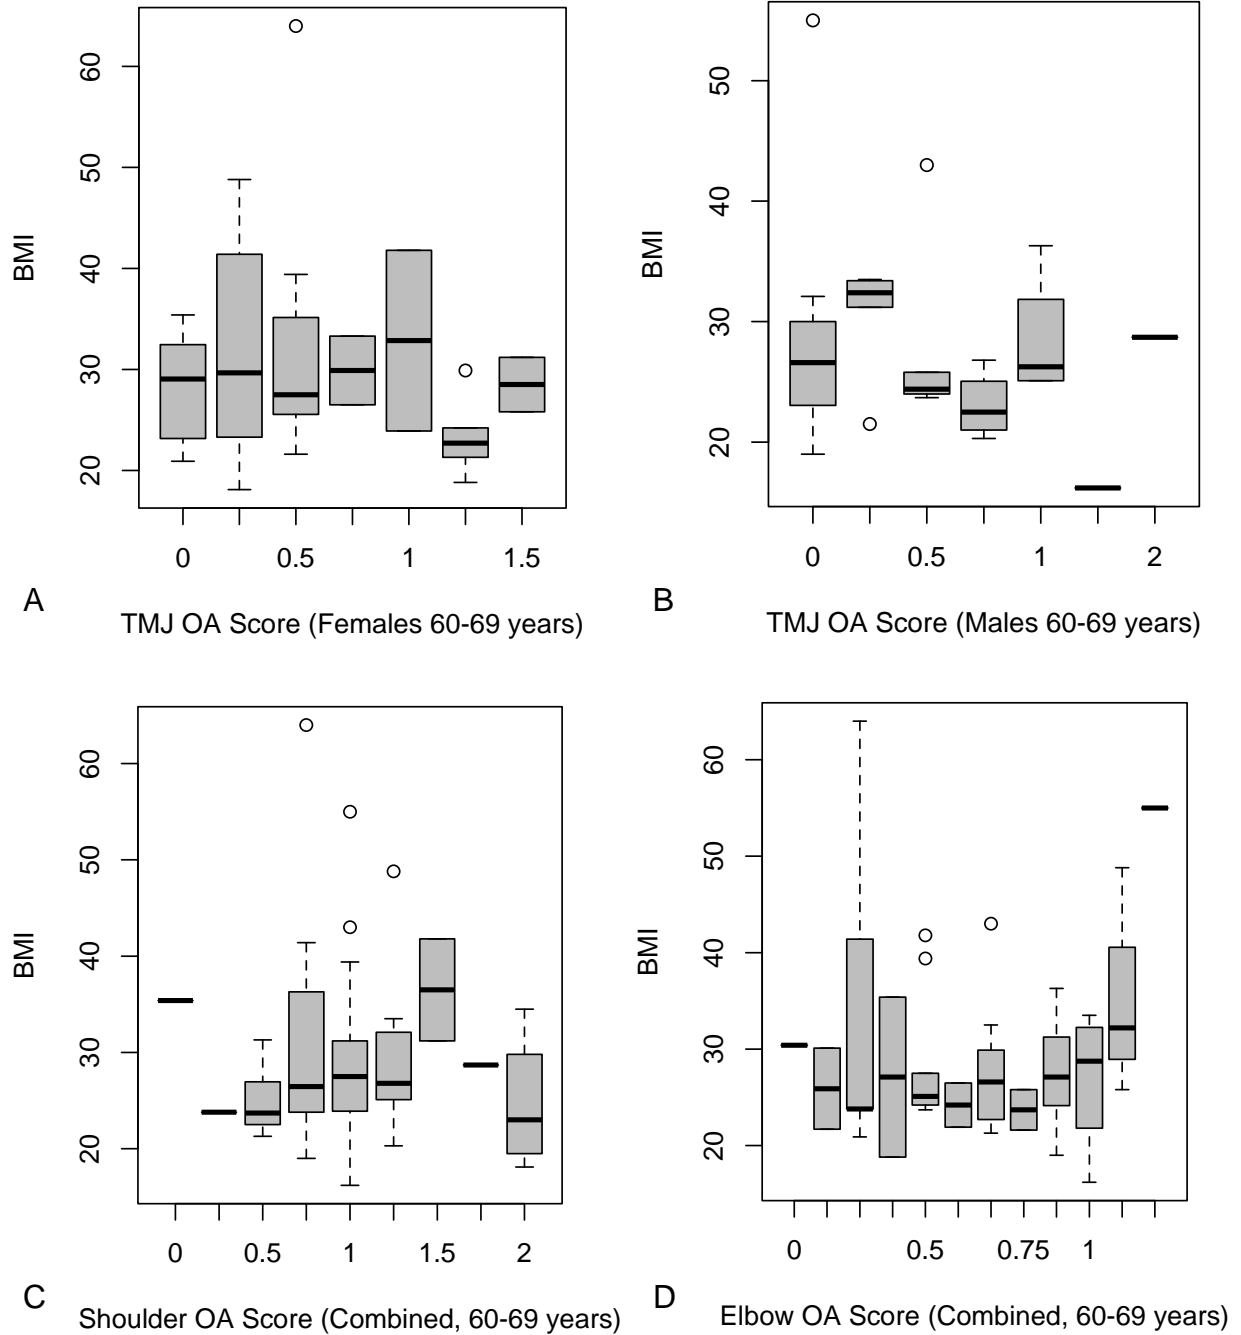 BMI
60
50
40
30
20
0 0.5 1 1.5
A
TMJ OA Score (Females 60-69 years)
BMI
50
40
30
20
0 0.5 1 2
B
TMJ OA Score (Males 60-69 years)
BMI
60
50
40
30
20
0 0.5 1 1.5 2
C
Shoulder OA Score (Combined, 60-69 years)
BMI
60
50
40
30
20
0 0.5 0.75 1
D
Elbow OA Score (Combined, 60-69 years)